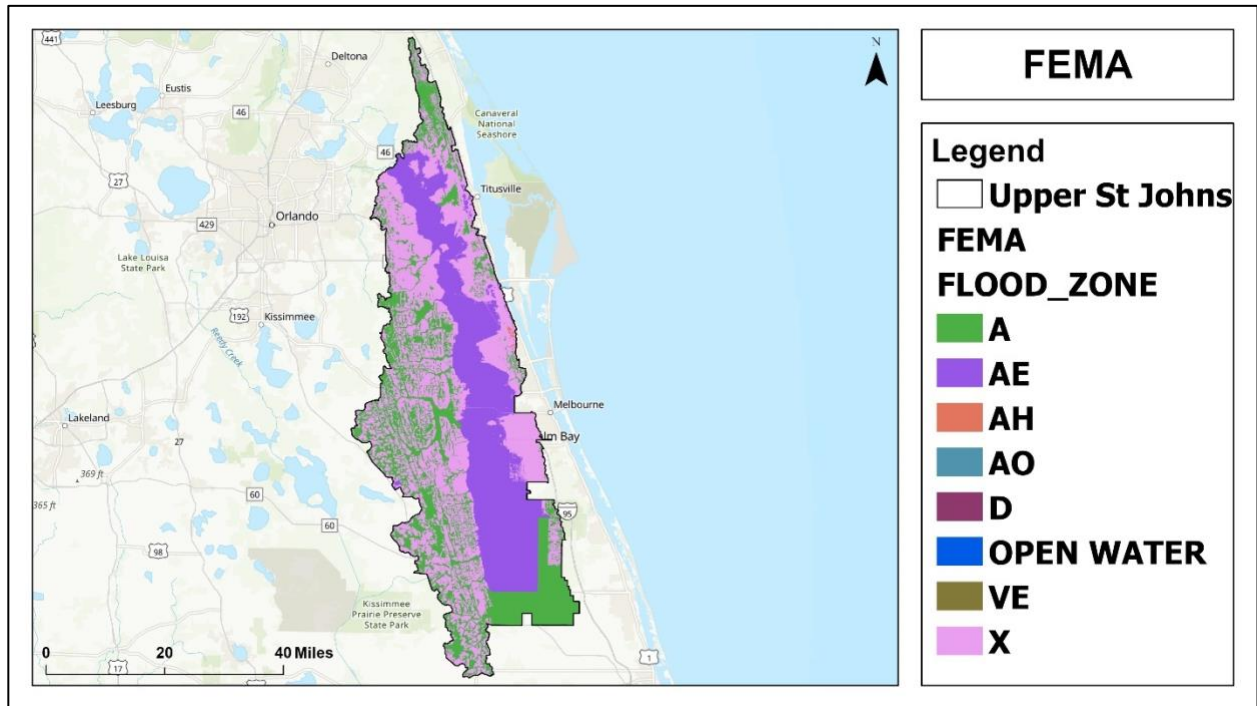 FEMA
Legend
Upper St Johns
FEMA
FLOOD_ZONE
A
AE
AH
AO
D
OPEN WATER
VE
X
N
441
Deltona
Eustis
Leesburg
46
Canaveral
National
Seashore
46
27
Titusville
Orlando
429
Lake Louisa
State Park
1
Kissimmee
192
Reedy Creek
Melbourne
alm Bay
Lakeland
27
369 ft
365 ft
60
60
95
98
Kissimmee
Prairie Preserve
State Park
17
1
0 20 40 Miles